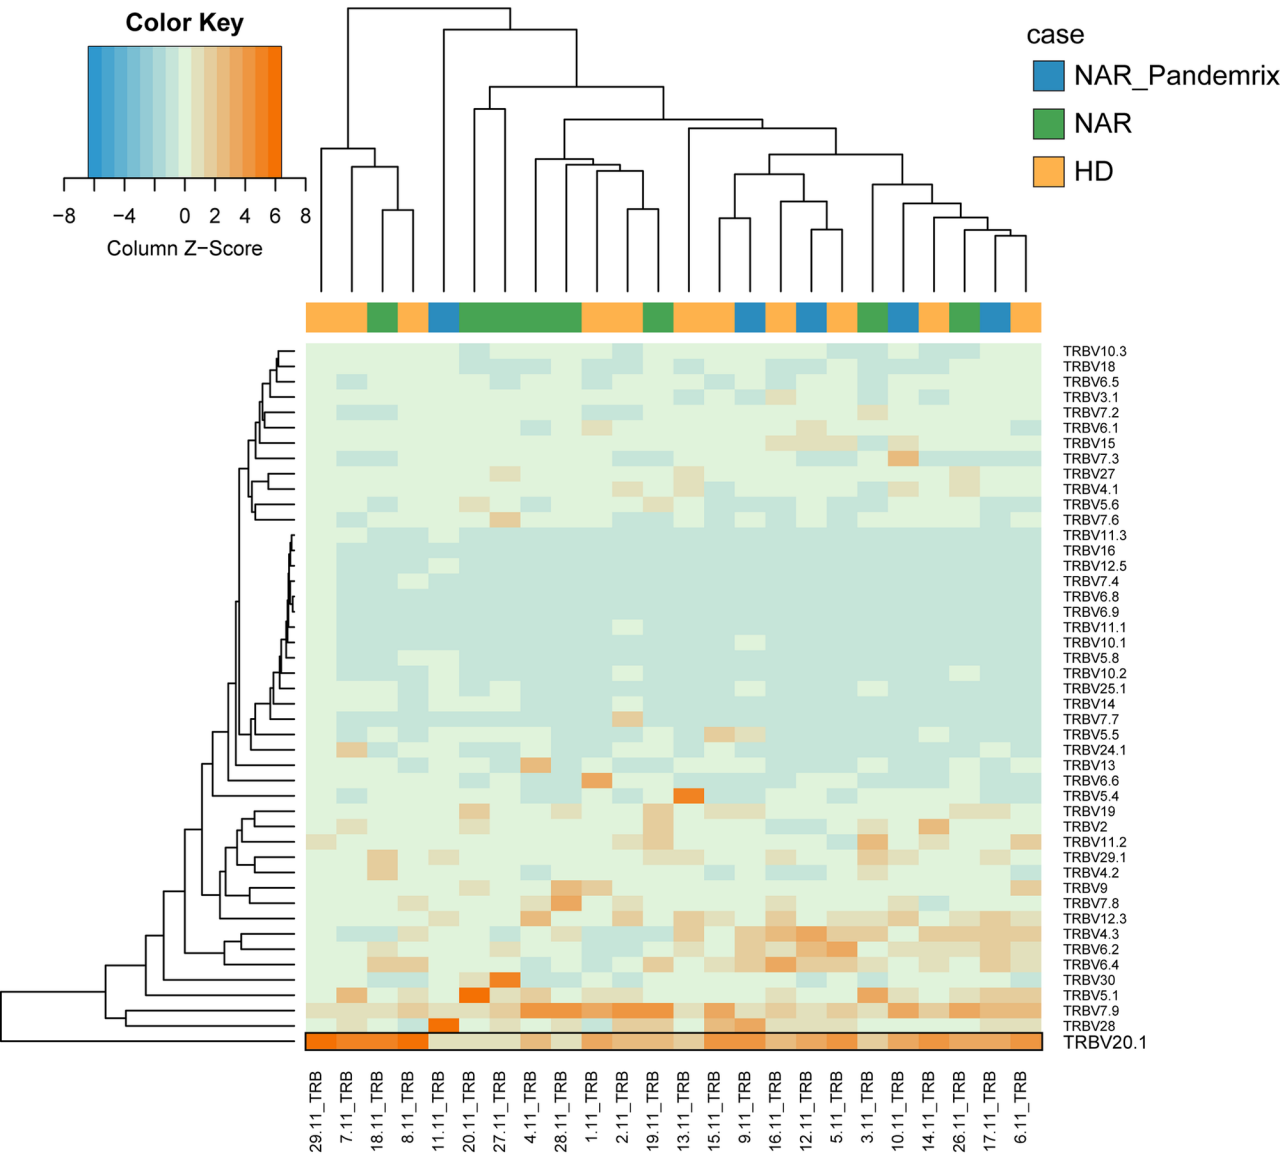 Color Key
−8 −4 0 2 4 6 8
Column Z−Score
case
NAR_Pandemrix
NAR
HD
TRBV10.3
TRBV18
TRBV6.5
TRBV3.1
TRBV7.2
TRBV6.1
TRBV15
TRBV7.3
TRBV27
TRBV4.1
TRBV5.6
TRBV7.6
TRBV11.3
TRBV16
TRBV12.5
TRBV7.4
TRBV6.8
TRBV6.9
TRBV11.1
TRBV10.1
TRBV5.8
TRBV10.2
TRBV25.1
TRBV14
TRBV7.7
TRBV5.5
TRBV24.1
TRBV13
TRBV6.6
TRBV5.4
TRBV19
TRBV2
TRBV11.2
TRBV29.1
TRBV4.2
TRBV9
TRBV7.8
TRBV12.3
TRBV4.3
TRBV6.2
TRBV6.4
TRBV30
TRBV5.1
TRBV7.9
TRBV28
TRBV20.1
29.11_TRB
7.11_TRB
18.11_TRB
8.11_TRB
11.11_TRB
20.11_TRB
27.11_TRB
4.11_TRB
28.11_TRB
1.11_TRB
2.11_TRB
19.11_TRB
13.11_TRB
15.11_TRB
9.11_TRB
16.11_TRB
12.11_TRB
5.11_TRB
3.11_TRB
10.11_TRB
14.11_TRB
26.11_TRB
17.11_TRB
6.11_TRB